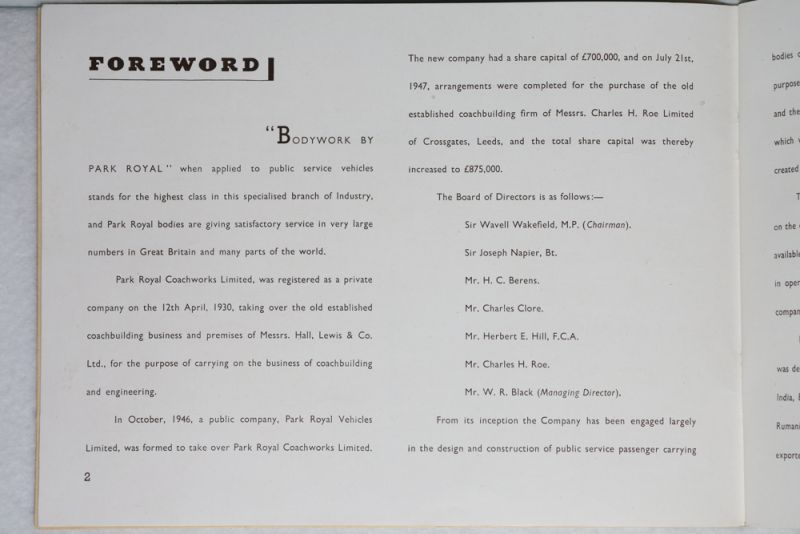 FOREWORD
"BODYWORK BY
PARK ROYAL" when applied to public service vehicles
stands for the highest class in this specialised branch of Industry,
and Park Royal bodies are giving satisfactory service in very large
numbers in Great Britain and many parts of the world.
Park Royal Coachworks Limited, was registered as a private
company on the 12th April, 1930, taking over the old established
coachbuilding business and premises of Messrs. Hall, Lewis & Co.
Ltd., for the purpose of carrying on the business of coachbuilding
and engineering.
In October, 1946, a public company, Park Royal Vehicles
Limited, was formed to take over Park Royal Coachworks Limited.
2
The new company had a share capital of £700,000, and on July 21st,
1947, arrangements were completed for the purchase of the old
established coachbuilding firm of Messrs. Charles H. Roe Limited
of Crossgates, Leeds, and the total share capital was thereby
increased to £875,000.
The Board of Directors is as follows:—
Sir Wavell Wakefield, M.P. (Chairman).
Sir Joseph Napier, Bt.
Mr. H. C. Berens.
Mr. Charles Clore.
Mr. Herbert E. Hill, F.C.A.
Mr. Charles H. Roe.
Mr. W. R. Black (Managing Director).
From its inception the Company has been engaged largely
in the design and construction of public service passenger carrying
bodies
purpose
and the
which
created
on the
in oper
was de
India,